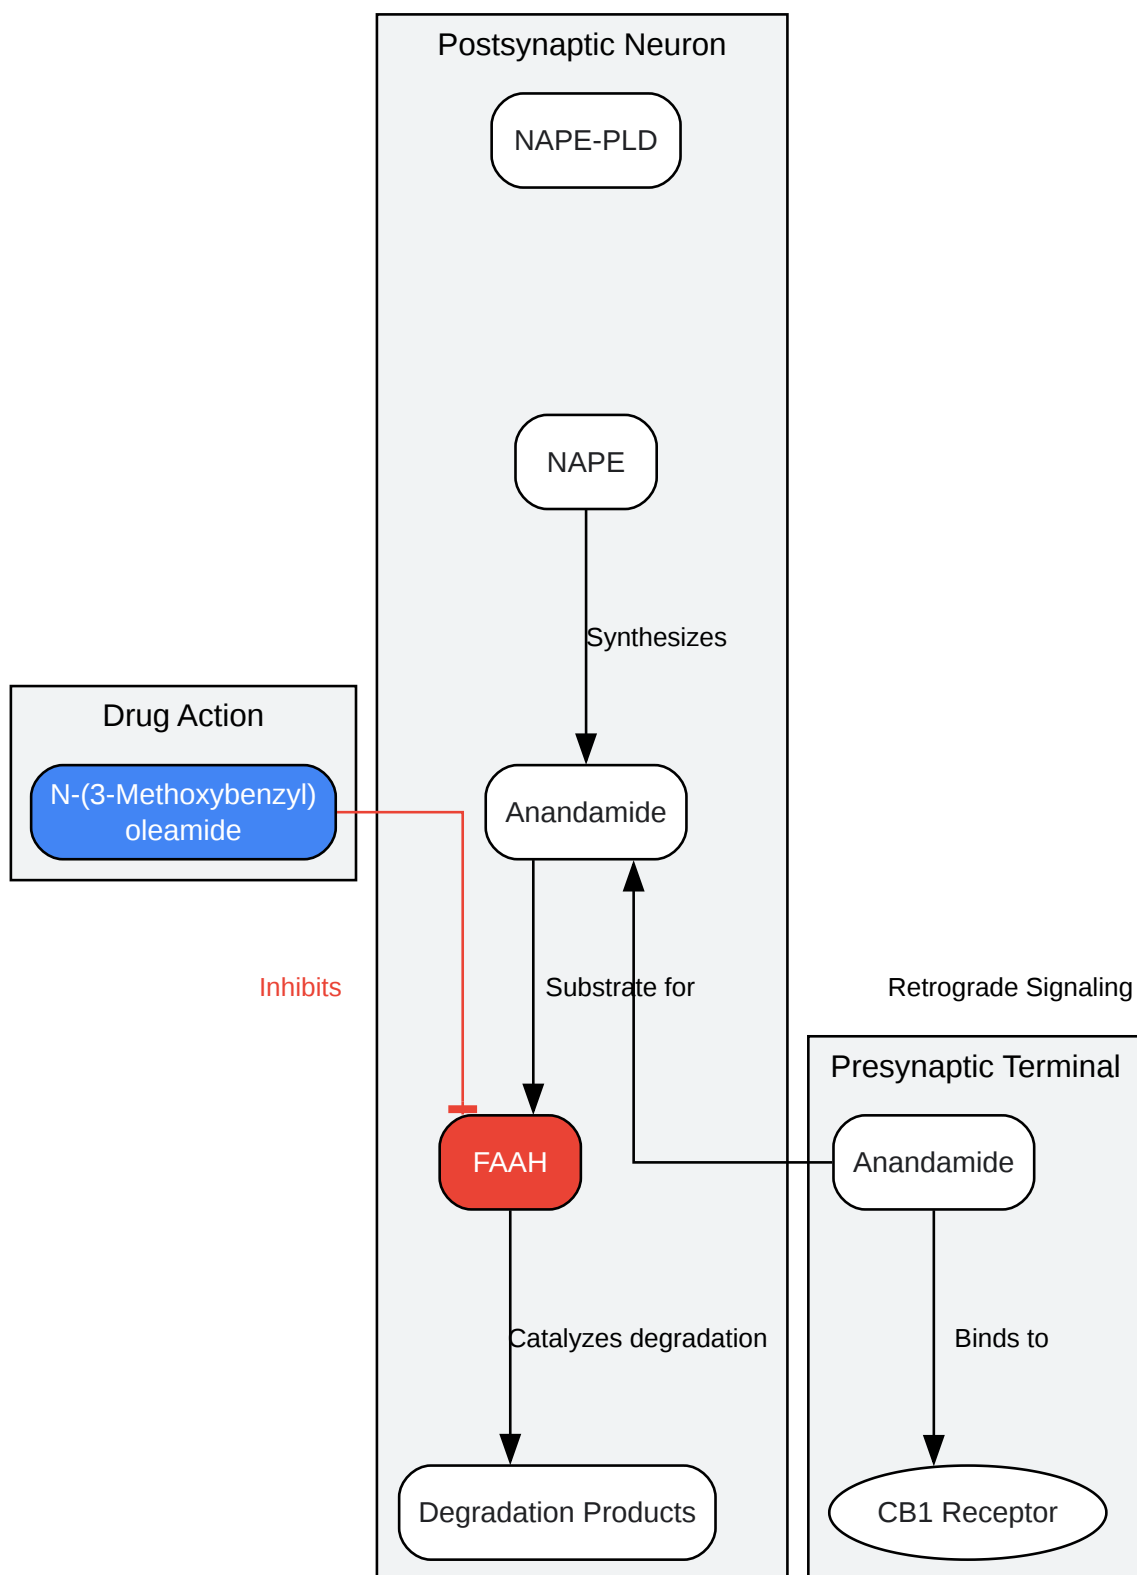 Postsynaptic Neuron
NAPE-PLD
NAPE
Synthesizes
Drug Action
N-(3-Methoxybenzyl)
oleamide
Anandamide
Inhibits
Substrate for
Retrograde Signaling
Presynaptic Terminal
FAAH
Anandamide
Catalyzes degradation
Binds to
Degradation Products
CB1 Receptor